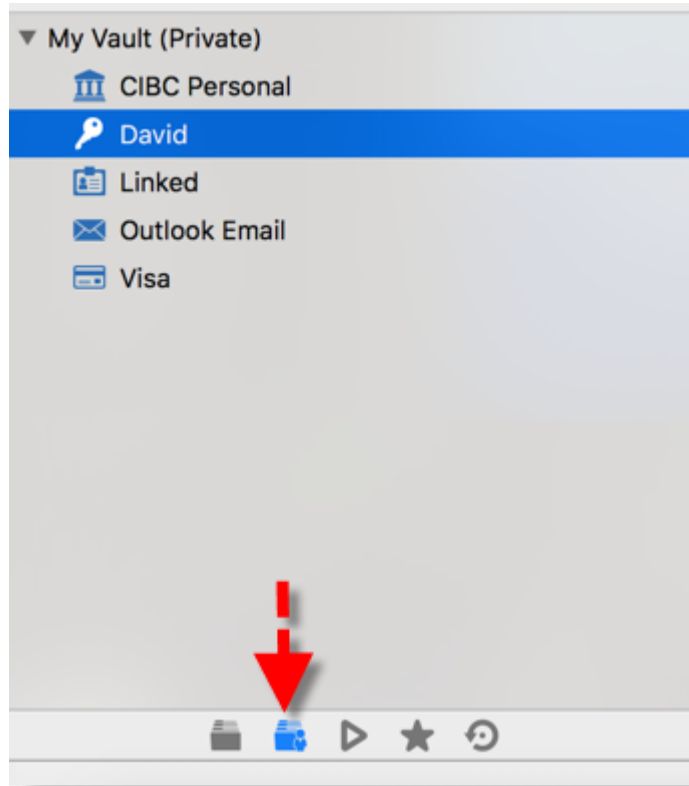 My Vault (Private)
CIBC Personal
David
Linked
Outlook Email
Visa